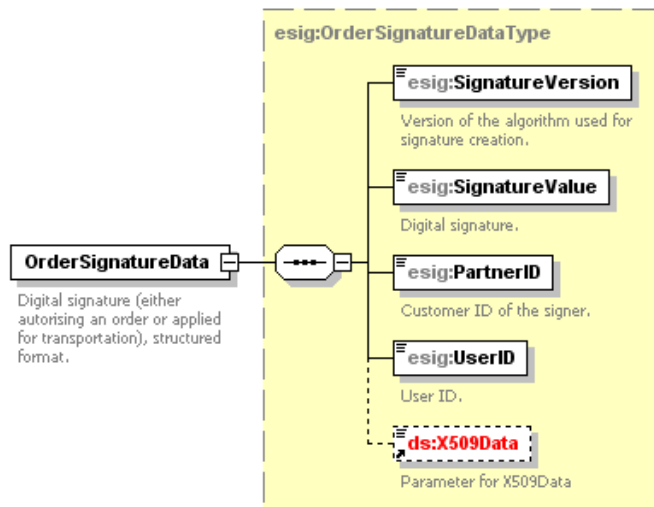 esig:OrderSignatureDataType
esig:SignatureVersion
Version of the algorithm used for
signature creation.
esig:SignatureValue
Digital signature.
OrderSignatureData
Digital signature (either
autorising an order or applied
for transportation), structured
format.
esig:PartnerID
Customer ID of the signer.
esig:UserID
User ID.
ds:X509Data
Parameter for X509Data